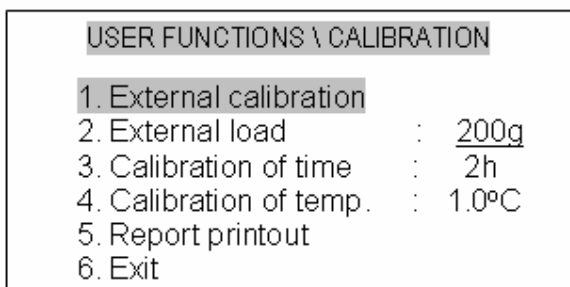 USER FUNCTIONS \ CALIBRATION
1. External calibration
2. External load : 200g
3. Calibration of time : 2h
4. Calibration of temp. : 1.0ºC
5. Report printout
6. Exit